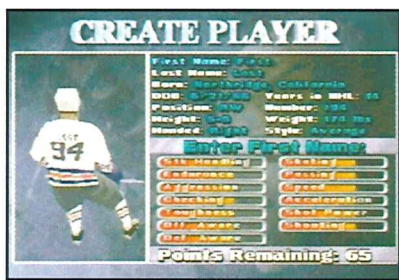 CREATE PLAYER
First Name: First
Last Name: Last
Born: Northridge, California
DOB: Years in NHL:
Position: RW Number:
Height: Weight: lbs
Handed: Right Style: Average
94
Enter First Name:
Stk Handling Skating
Endurance Passing
Aggression Speed
Checking Acceleration
Toughness Shot Power
Off Aware Shooting
Def Aware
Points Remaining: 65